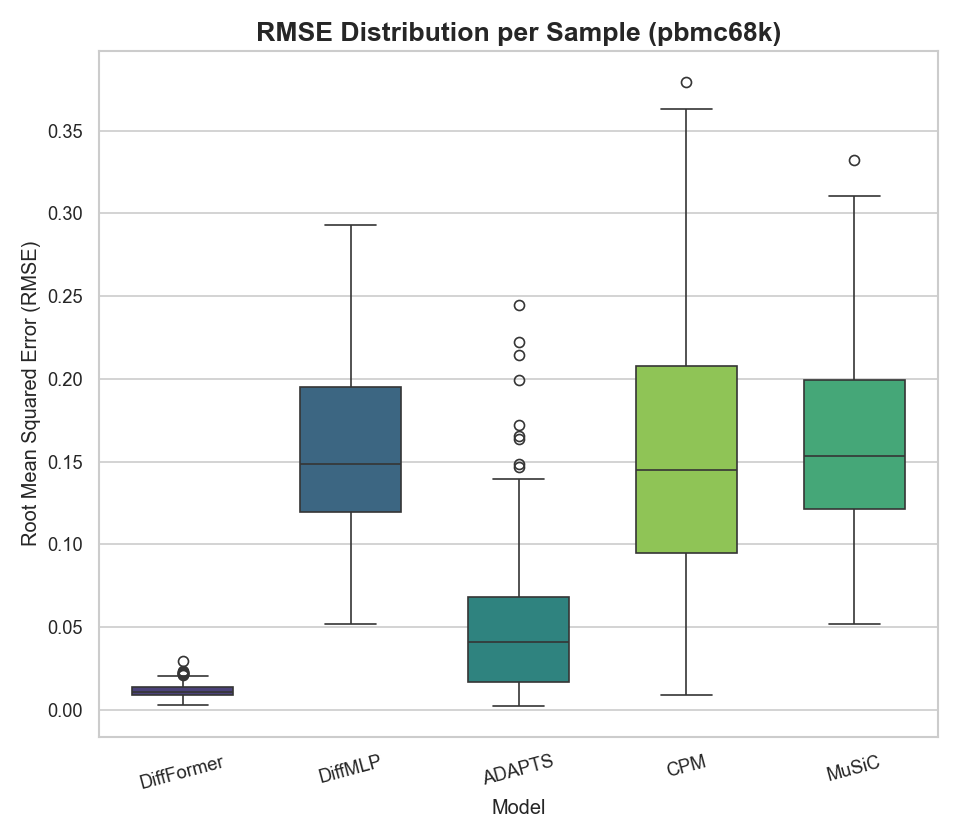 RMSE Distribution per Sample (pbmc68k)
Root Mean Squared Error (RMSE)
0.35
0.30
0.25
0.20
0.15
0.10
0.05
0.00
DiffFormer
DiffMLP
ADAPTS
CPM
MuSiC
Model